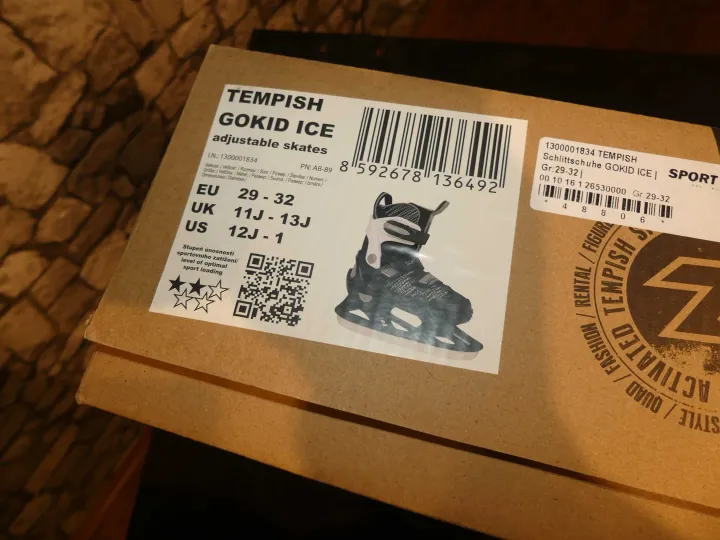 TEMPISH
GOKID ICE
adjustable skates
I.N.: 1300001834
PN: AB-89
8 592678 136492
EU 29 - 32
UK 11J - 13J
US 12J - 1
Stupeň únosnosti
sportovního zatížení
level of optimal
sport loading
1300001834 TEMPISH
Schlittschuhe GOKID ICE |
Gr:29-32 |
SPORT
00 10 16 1 26530000 Gr 29-32
* 4 8 8 0 6 *
STYLE / QUAD / FASHION / RENTAL / FIGURE
ACTIVATED TEMPISH